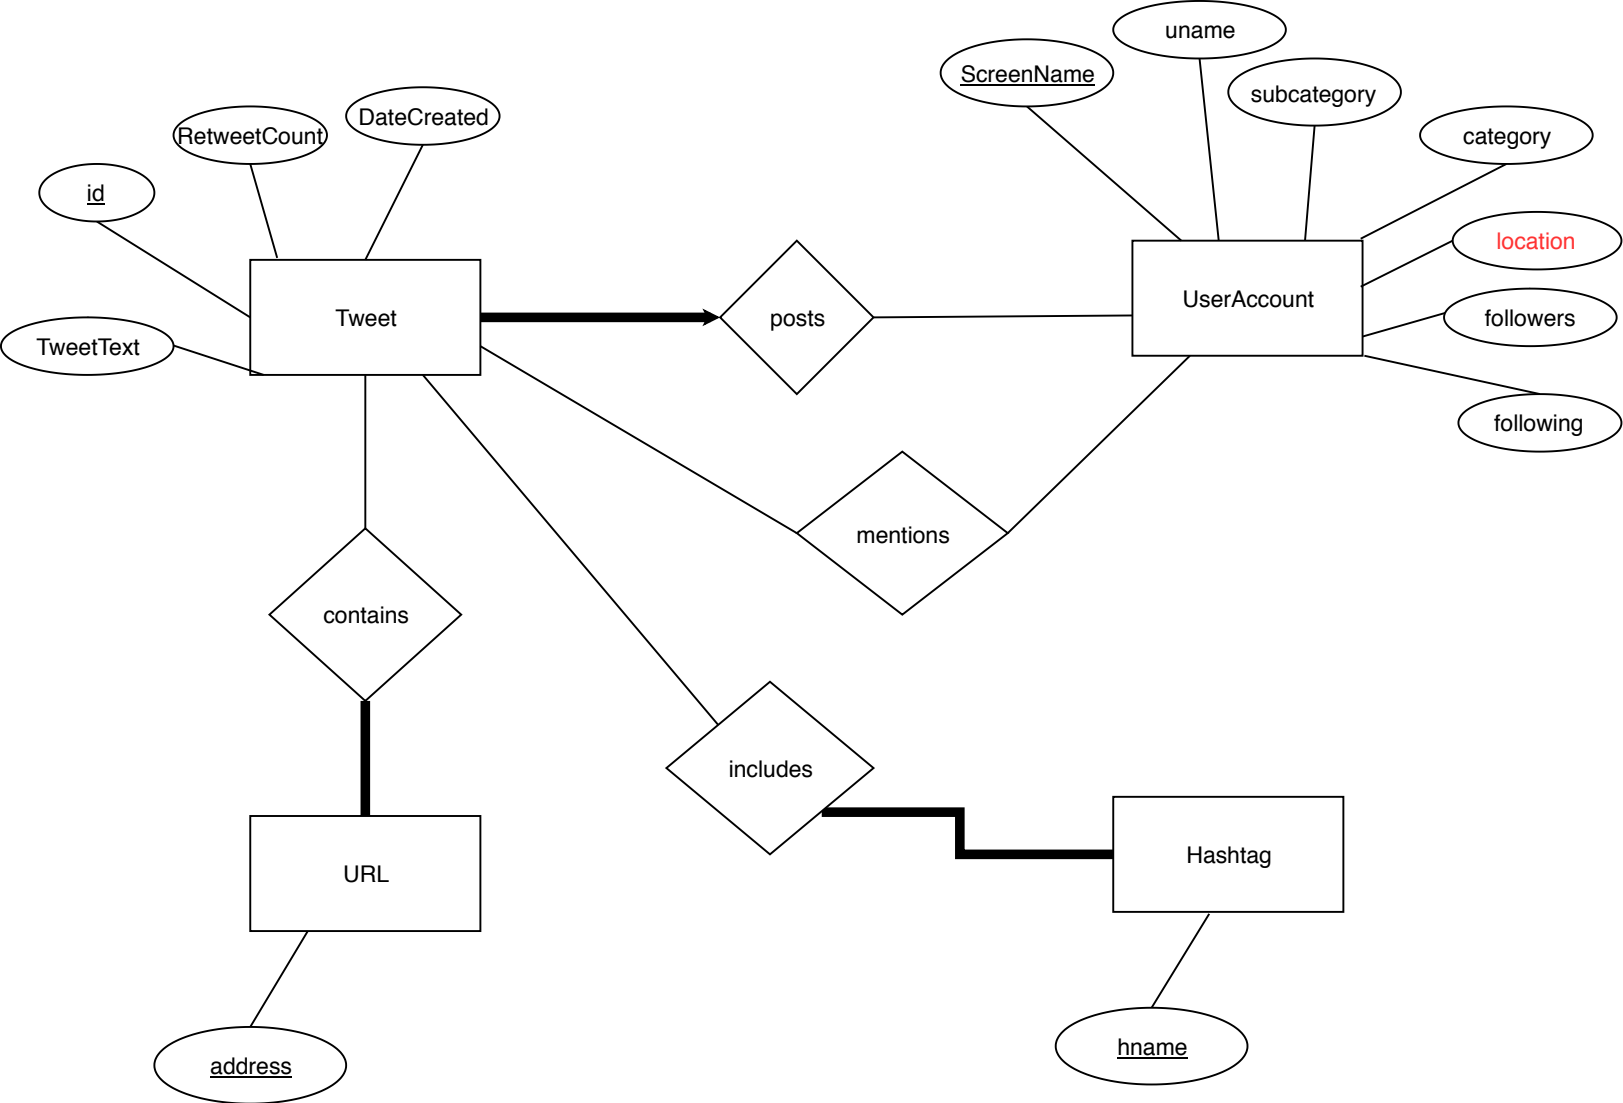 uname
ScreenName
subcategory
DateCreated
RetweetCount
category
id
location
UserAccount
Tweet
posts
followers
TweetText
following
mentions
contains
includes
Hashtag
URL
hname
address